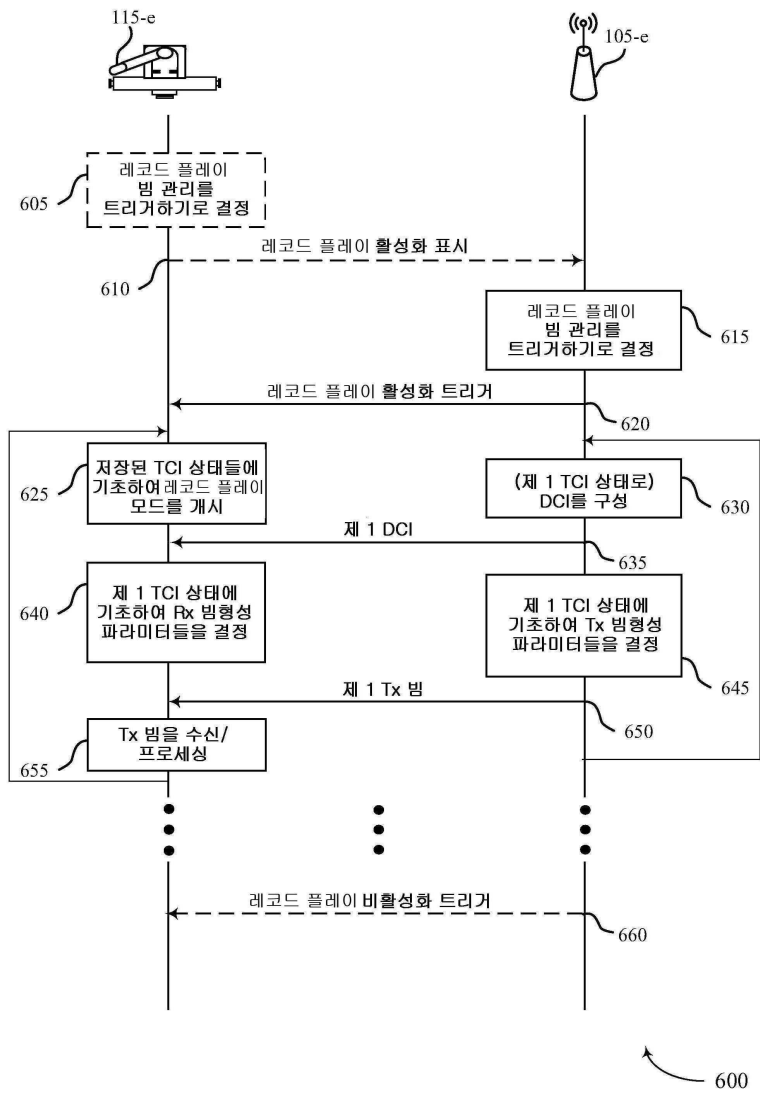 115-e
105-e
레코드 플레이
빔 관리를
트리거하기로 결정
605
레코드 플레이 활성화 표시
610
레코드 플레이
빔 관리를
트리거하기로 결정
615
레코드 플레이 활성화 트리거
620
저장된 TCI 상태들에
기초하여 레코드 플레이
모드를 개시
625
(제 1 TCI 상태로)
DCI를 구성
630
제 1 DCI
635
제 1 TCI 상태에
기초하여 Rx 빔형성
파라미터들을 결정
640
제 1 TCI 상태에
기초하여 Tx 빔형성
파라미터들을 결정
645
제 1 Tx 빔
650
Tx 빔을 수신/
프로세싱
655
레코드 플레이 비활성화 트리거
660
600